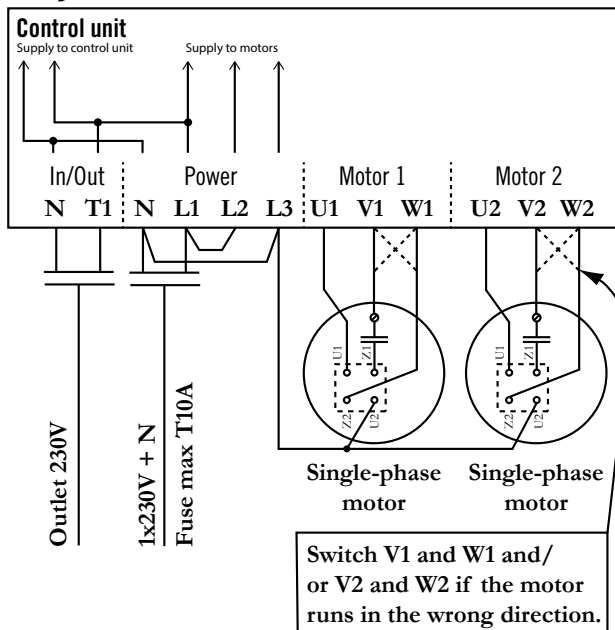 Control unit
Supply to control unit
Supply to motors
In/Out
Power
Motor 1
Motor 2
N T1 N L1 L2 L3 U1 V1 W1 U2 V2 W2
U1
Z1
Z2
U2
U1
Z1
Z2
U2
Outlet 230V
1x230V + N
Fuse max T10A
Single-phase
motor
Single-phase
motor
Switch V1 and W1 and/
or V2 and W2 if the motor
runs in the wrong direction.